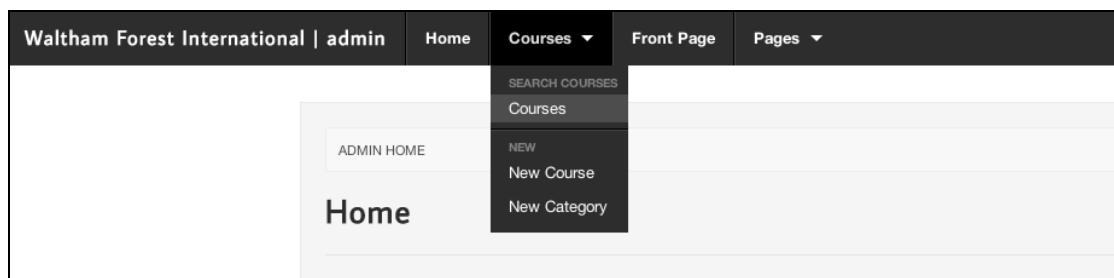 Waltham Forest International | admin Home Courses Front Page Pages
SEARCH COURSES
Courses
NEW
New Course
New Category
ADMIN HOME
Home